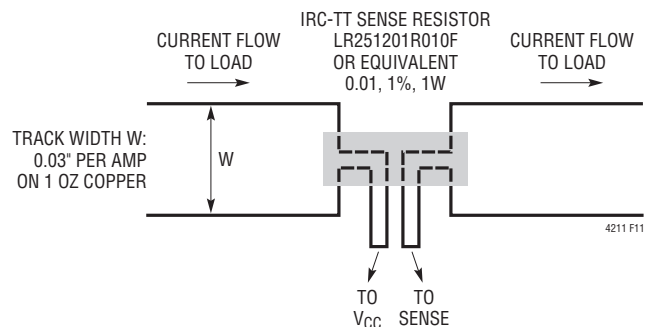 IRC-TT SENSE RESISTOR
LR251201R010F
OR EQUIVALENT
0.01, 1%, 1W
CURRENT FLOW
TO LOAD
CURRENT FLOW
TO LOAD
TRACK WIDTH W:
0.03" PER AMP
ON 1 OZ COPPER
W
4211 F11
TO
VCC
TO
SENSE